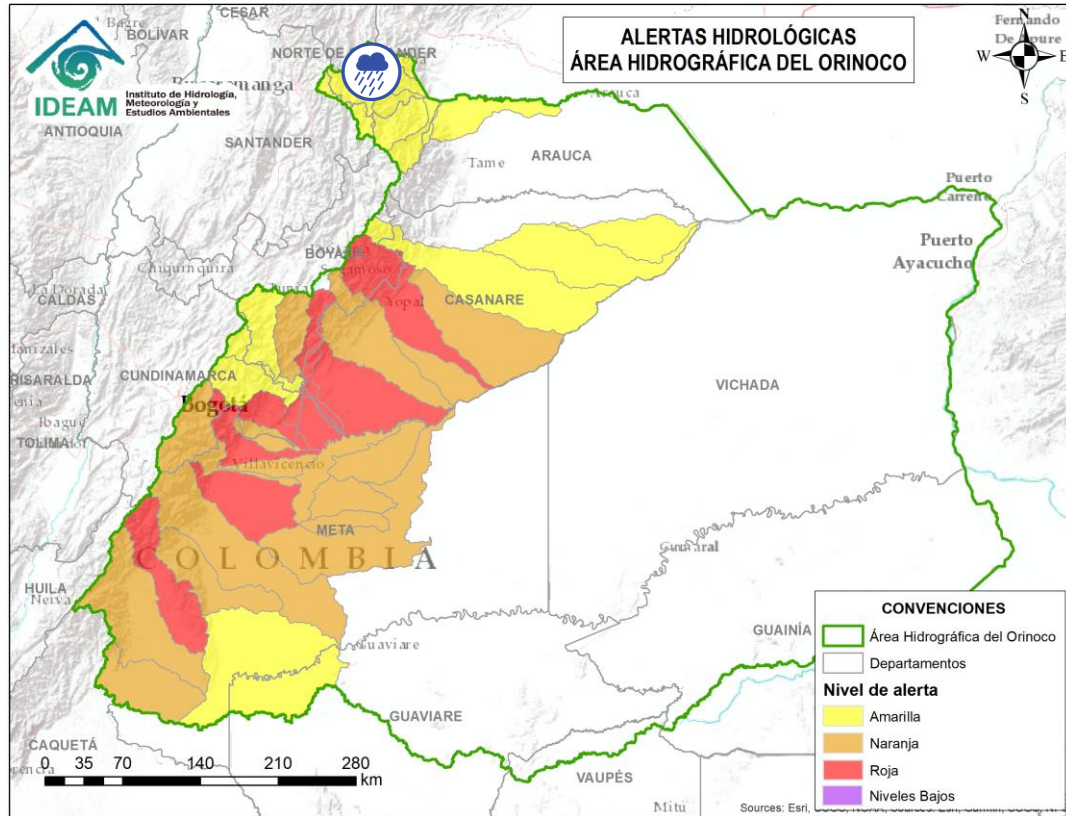 ALERTAS HIDROLÓGICAS
ÁREA HIDROGRÁFICA DEL ORINOCO
N
W
E
S
IDEAM
Instituto de Hidrología,
Meteorología y
Estudios Ambientales
CESAR
BOLÍVAR
NORTE DE
ANTIOQUIA
SANTANDER
Arauca
ARAUCA
Tame
Puerto
Carreño
Puerto
Ayacucho
BOYACÁ
Chiquinquira
La Dorada
CALDAS
Yopal
CASANARE
RISARALDA
CUNDINAMARCA
Bogotá
VICHADA
Ibagué
TOLIMA
Villavicencio
META
COLOMBIA
HUILA
Neiva
Guaviare
GUAINÍA
GUAVIARE
CAQUETÁ
VAUPÉS
Mitú
0 35 70 140 210 280
km
CONVENCIONES
Área Hidrográfica del Orinoco
Departamentos
Nivel de alerta
Amarilla
Naranja
Roja
Niveles Bajos
Sources: Esri,